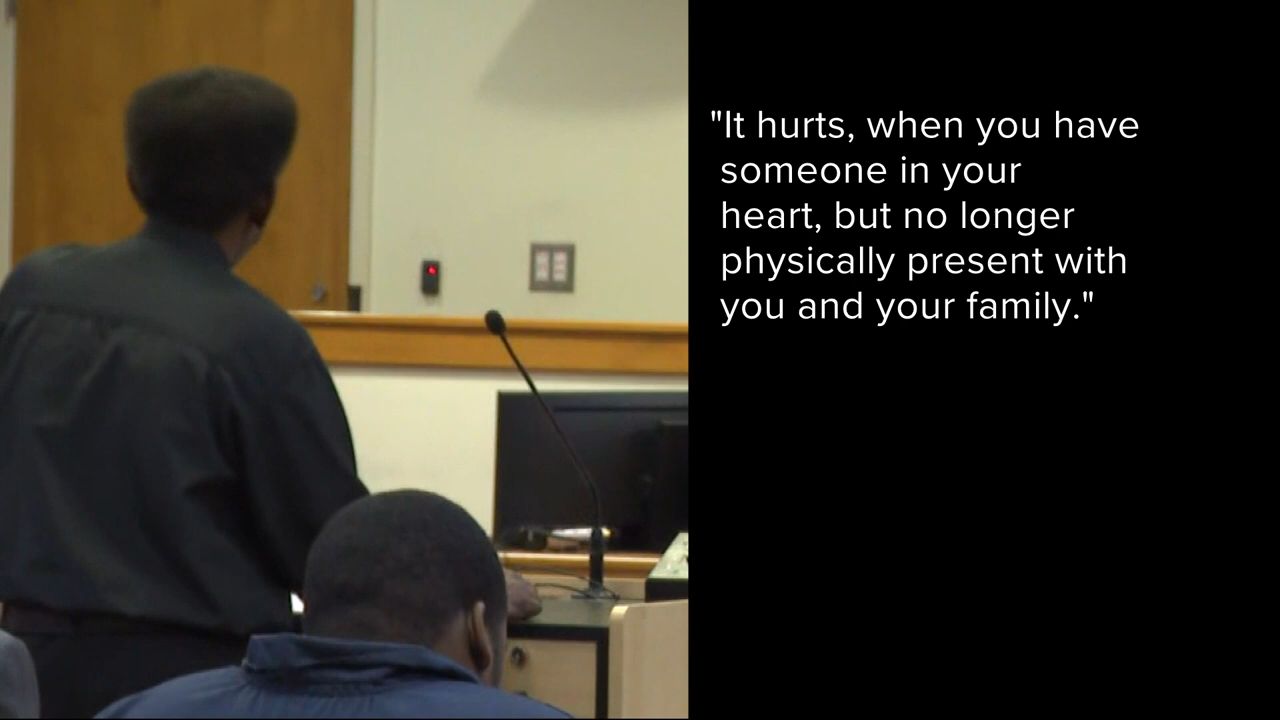 "It hurts, when you have
someone in your
heart, but no longer
physically present with
you and your family."